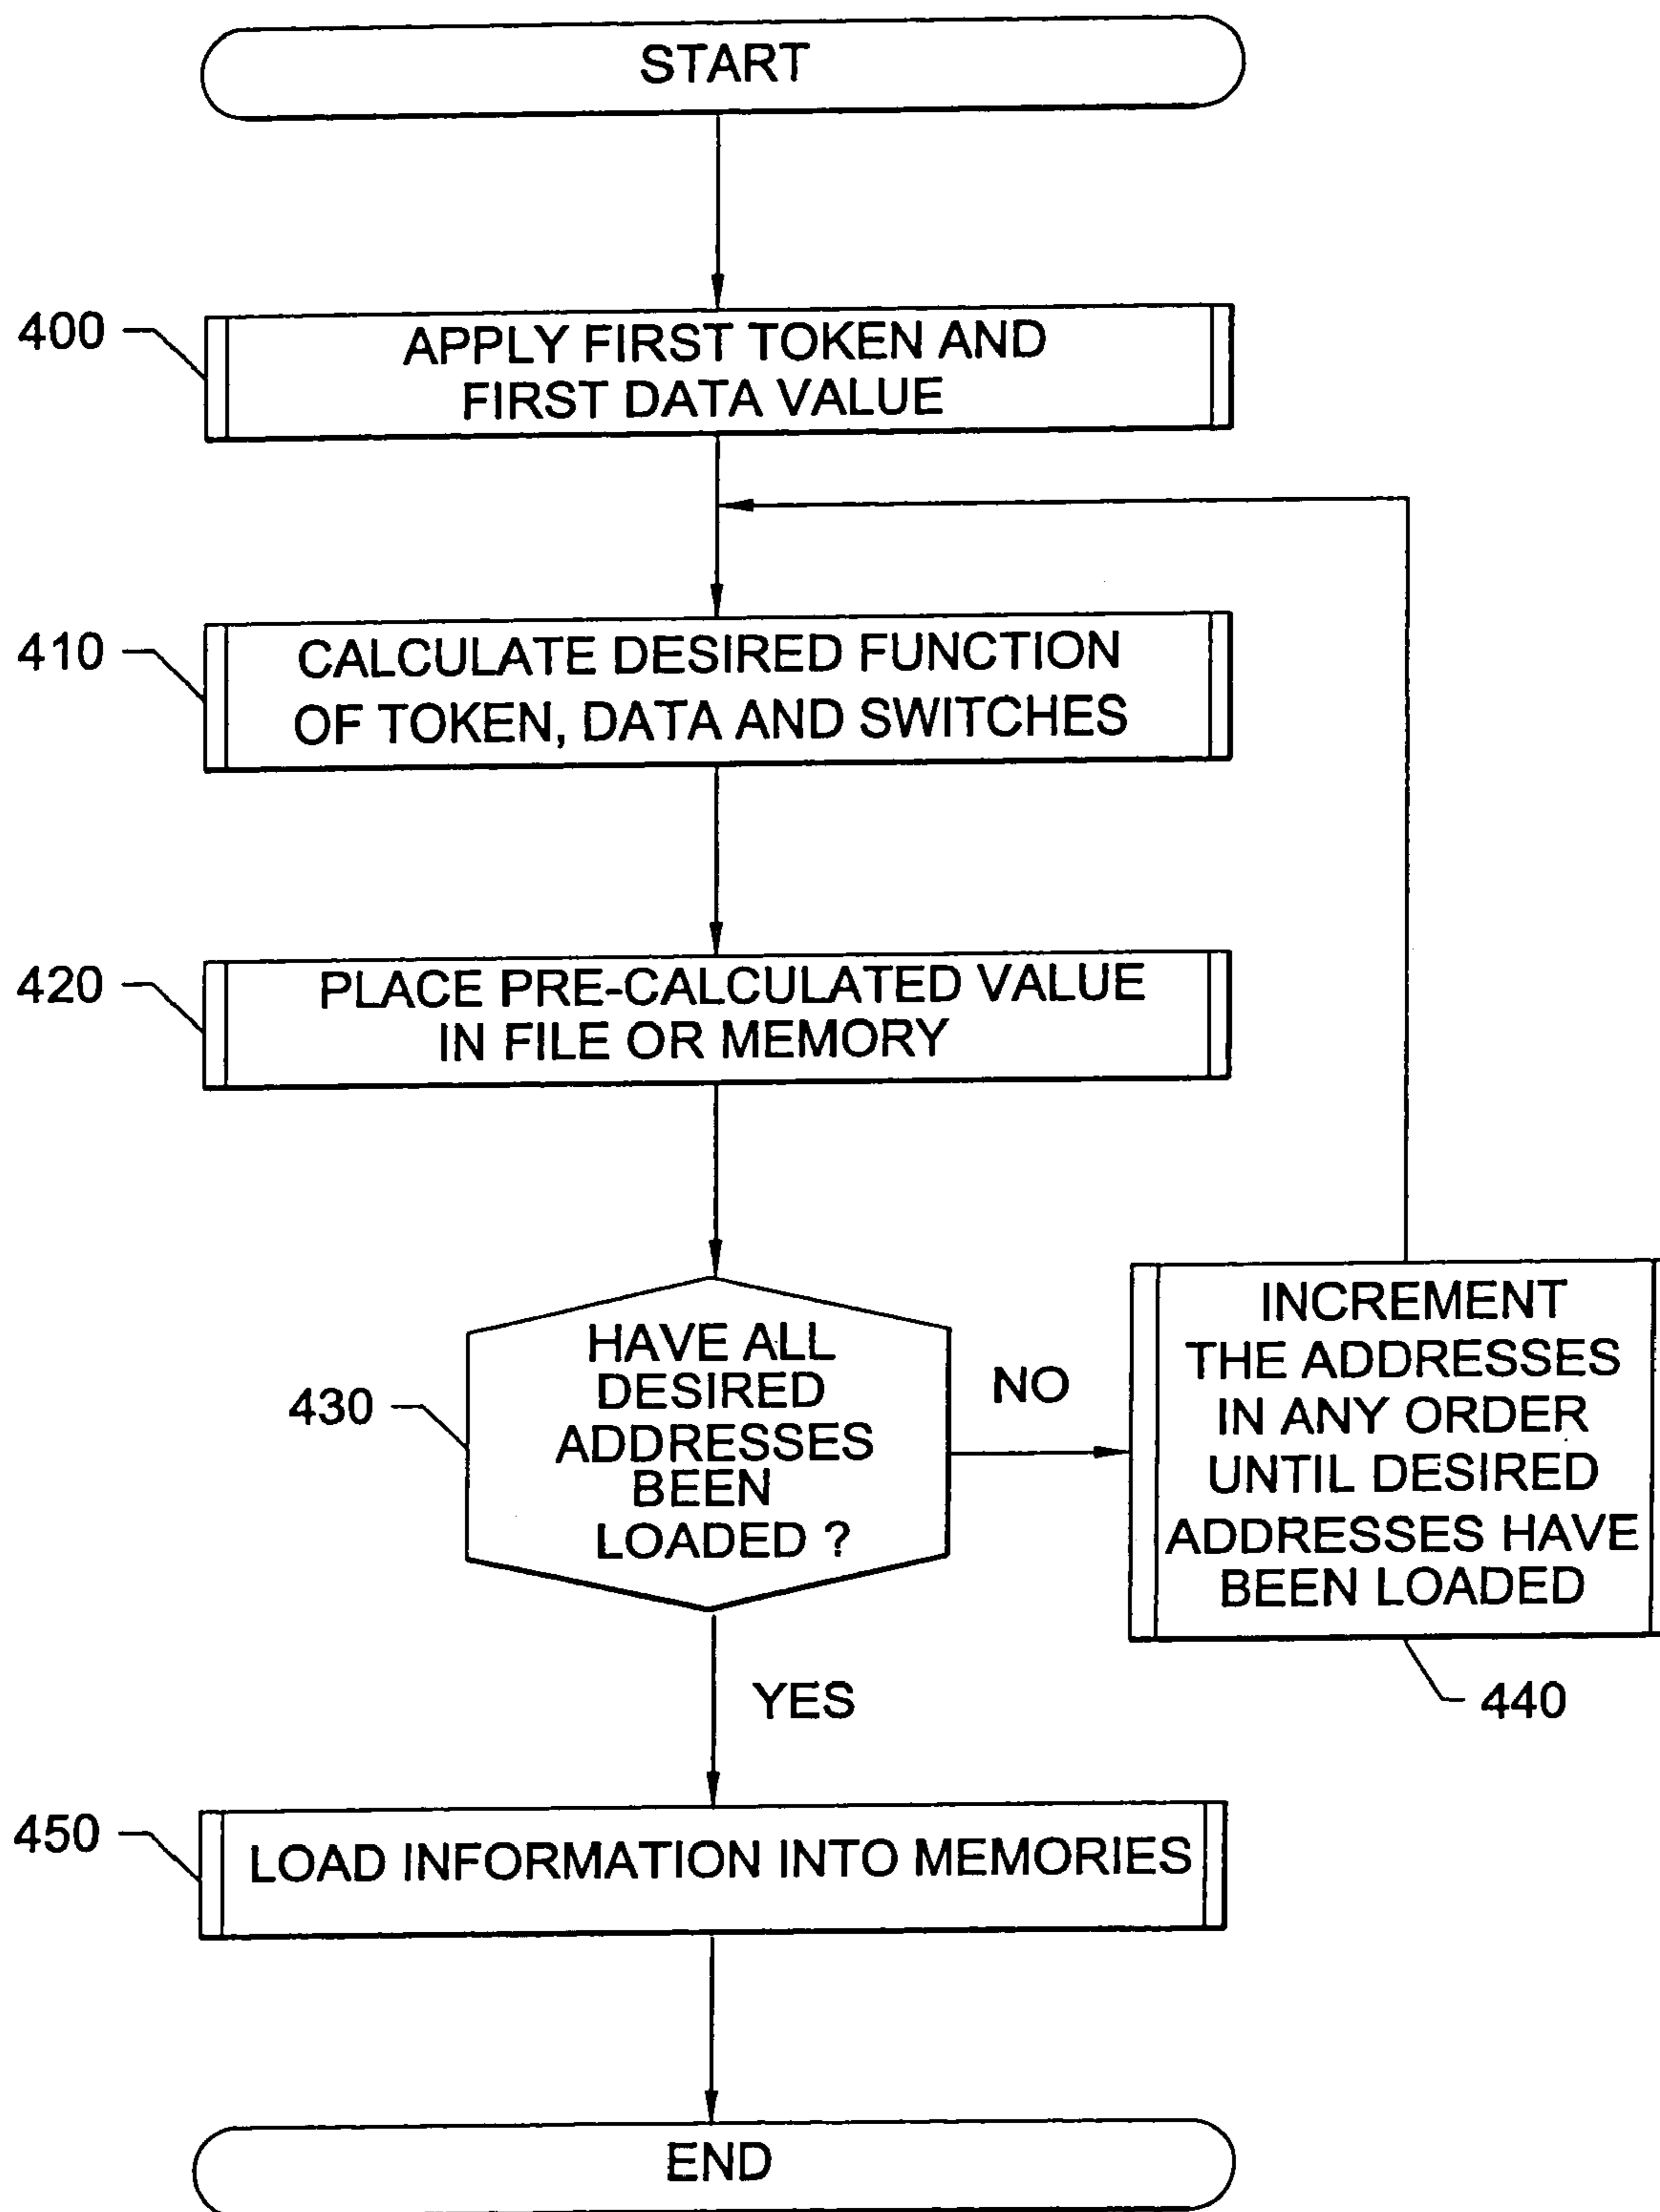 START
400
APPLY FIRST TOKEN AND
FIRST DATA VALUE
410
CALCULATE DESIRED FUNCTION
OF TOKEN, DATA AND SWITCHES
420
PLACE PRE-CALCULATED VALUE
IN FILE OR MEMORY
430
HAVE ALL
DESIRED
ADDRESSES
BEEN
LOADED ?
NO
INCREMENT
THE ADDRESSES
IN ANY ORDER
UNTIL DESIRED
ADDRESSES HAVE
BEEN LOADED
440
YES
450
LOAD INFORMATION INTO MEMORIES
END